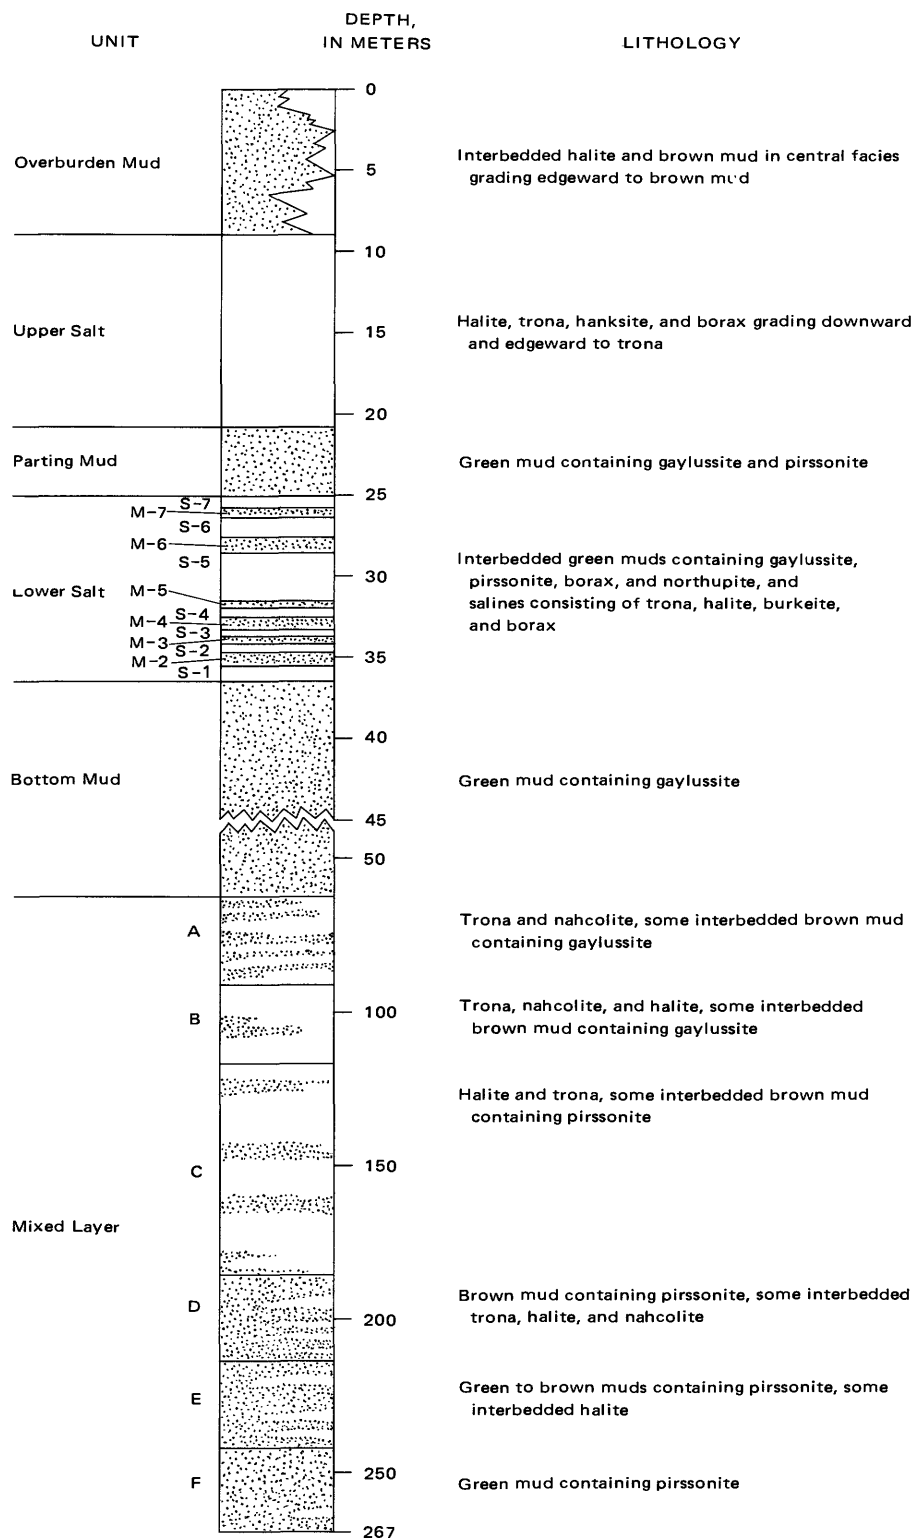 UNIT
DEPTH,
IN METERS
LITHOLOGY
0
Overburden Mud
Interbedded halite and brown mud in central facies
grading edgeward to brown mud
5
10
Upper Salt
Halite, trona, hanksite, and borax grading downward
and edgeward to trona
15
20
Parting Mud
Green mud containing gaylussite and pirssonite
25
S-7
M-7
S-6
M-6
S-5
Interbedded green muds containing gaylussite,
pirssonite, borax, and northupite, and
salines consisting of trona, halite, burkeite,
and borax
30
Lower Salt
M-5
S-4
M-4
S-3
M-3
S-2
M-2
S-1
35
40
Bottom Mud
Green mud containing gaylussite
45
50
A
Trona and nahcolite, some interbedded brown mud
containing gaylussite
B
100
Trona, nahcolite, and halite, some interbedded
brown mud containing gaylussite
Halite and trona, some interbedded brown mud
containing pirssonite
C
150
Mixed Layer
D
200
Brown mud containing pirssonite, some interbedded
trona, halite, and nahcolite
E
Green to brown muds containing pirssonite, some
interbedded halite
F
250
Green mud containing pirssonite
267